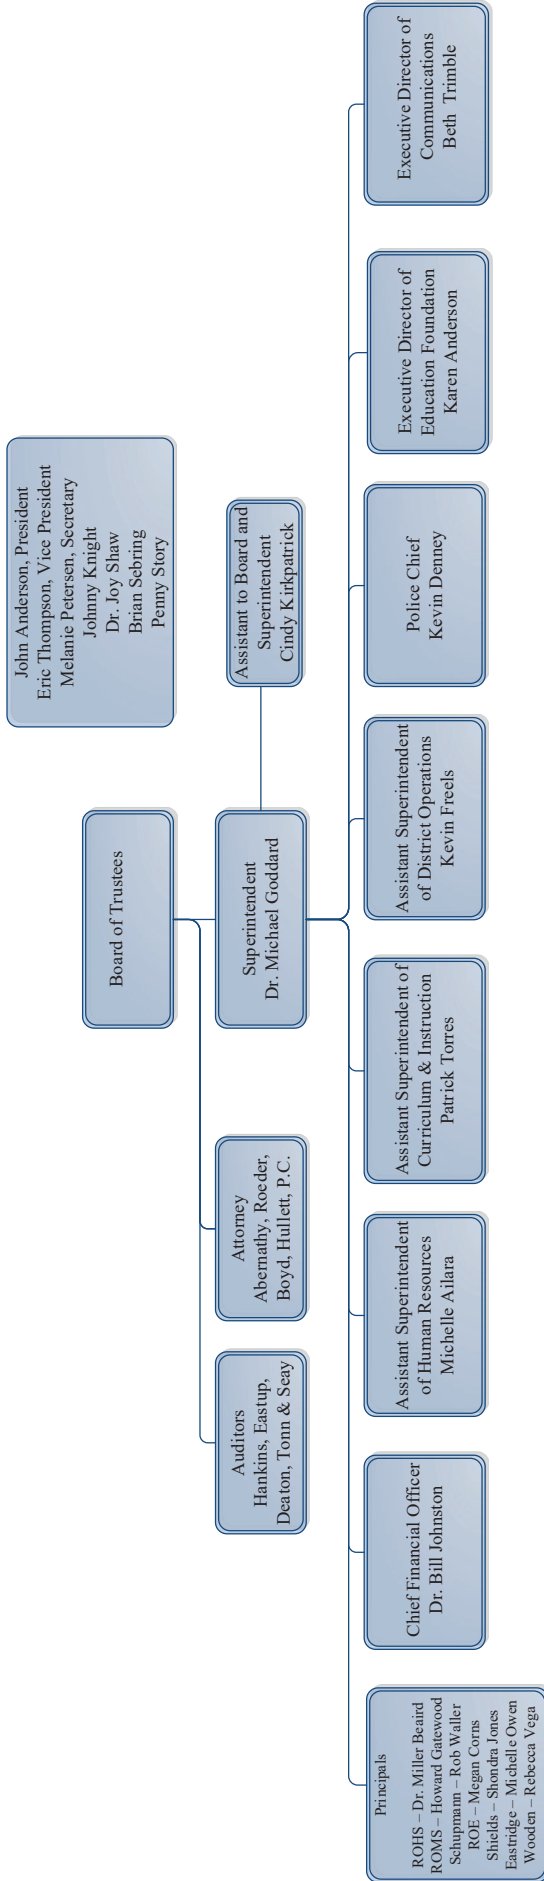 John Anderson, President
Eric Thompson, Vice President
Melanie Petersen, Secretary
Johnny Knight
Dr. Joy Shaw
Brian Sebring
Penny Story
Board of Trustees
Auditors
Hankins, Eastup,
Deaton, Tonn & Seay
Attorney
Abernathy, Roeder,
Boyd, Hullett, P.C.
Superintendent
Dr. Michael Goddard
Assistant to Board and
Superintendent
Cindy Kirkpatrick
Principals
ROHS – Dr. Miller Beaird
ROMS – Howard Gatewood
Schupmann – Rob Waller
ROE – Megan Corns
Shields – Shondra Jones
Eastridge – Michelle Owen
Wooden – Rebecca Vega
Chief Financial Officer
Dr. Bill Johnston
Assistant Superintendent
of Human Resources
Michelle Ailara
Assistant Superintendent of
Curriculum & Instruction
Patrick Torres
Assistant Superintendent
of District Operations
Kevin Freels
Police Chief
Kevin Denney
Executive Director of
Education Foundation
Karen Anderson
Executive Director of
Communications
Beth Trimble